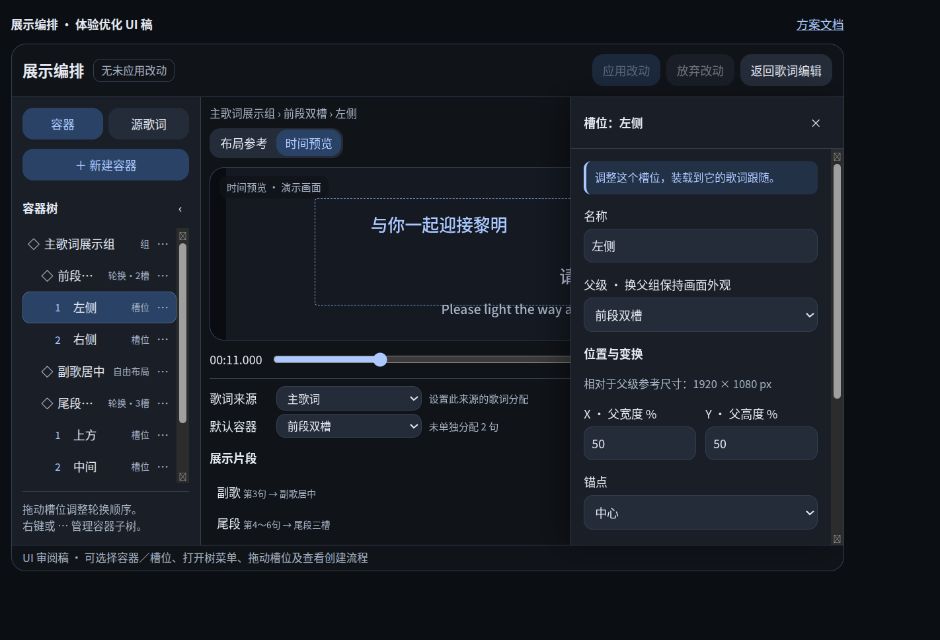 展示编排 · 体验优化 UI 稿
方案文档
展示编排
无未应用改动
应用改动
放弃改动
返回歌词编辑
容器
源歌词
＋ 新建容器
容器树
‹
◇ 主歌词展示组 组 ···
◇ 前段··· 轮换·2槽 ···
1 左侧 槽位 ···
2 右侧 槽位 ···
◇ 副歌居中 自由布局 ···
◇ 尾段··· 轮换·3槽 ···
1 上方 槽位 ···
2 中间 槽位 ···
拖动槽位调整轮换顺序。
右键或 ··· 管理容器子树。
主歌词展示组 › 前段双槽 › 左侧
布局参考
时间预览
时间预览 · 演示画面
与你一起迎接黎明
请
Please light the way a
00:11.000
歌词来源
主歌词
设置此来源的歌词分配
默认容器
前段双槽
未单独分配 2 句
展示片段
副歌 第3句 → 副歌居中
尾段 第4～6句 → 尾段三槽
槽位：左侧
×
调整这个槽位，装载到它的歌词跟随。
名称
左侧
父级 · 换父组保持画面外观
前段双槽
位置与变换
相对于父级参考尺寸：1920 × 1080 px
X · 父宽度 %
Y · 父高度 %
50
50
锚点
中心
UI 审阅稿 · 可选择容器／槽位、打开树菜单、拖动槽位及查看创建流程